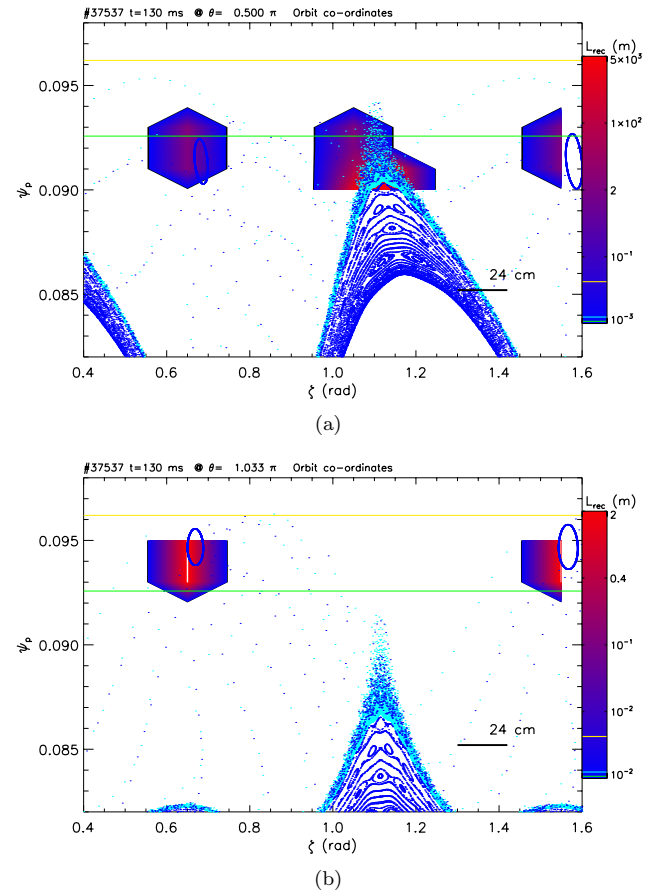 #37537 t=130 ms @ θ= 0.500 π Orbit co-ordinates
L_rec (m)
5×10³
0.095
1×10²
ψ_p
0.090
2
24 cm
10⁻¹
0.085
10⁻³
0.4 0.6 0.8 1.0 1.2 1.4 1.6
ζ (rad)
(a)
#37537 t=130 ms @ θ= 1.033 π Orbit co-ordinates
L_rec (m)
2
0.095
0.4
ψ_p
0.090
10⁻¹
24 cm
10⁻²
0.085
10⁻²
0.4 0.6 0.8 1.0 1.2 1.4 1.6
ζ (rad)
(b)